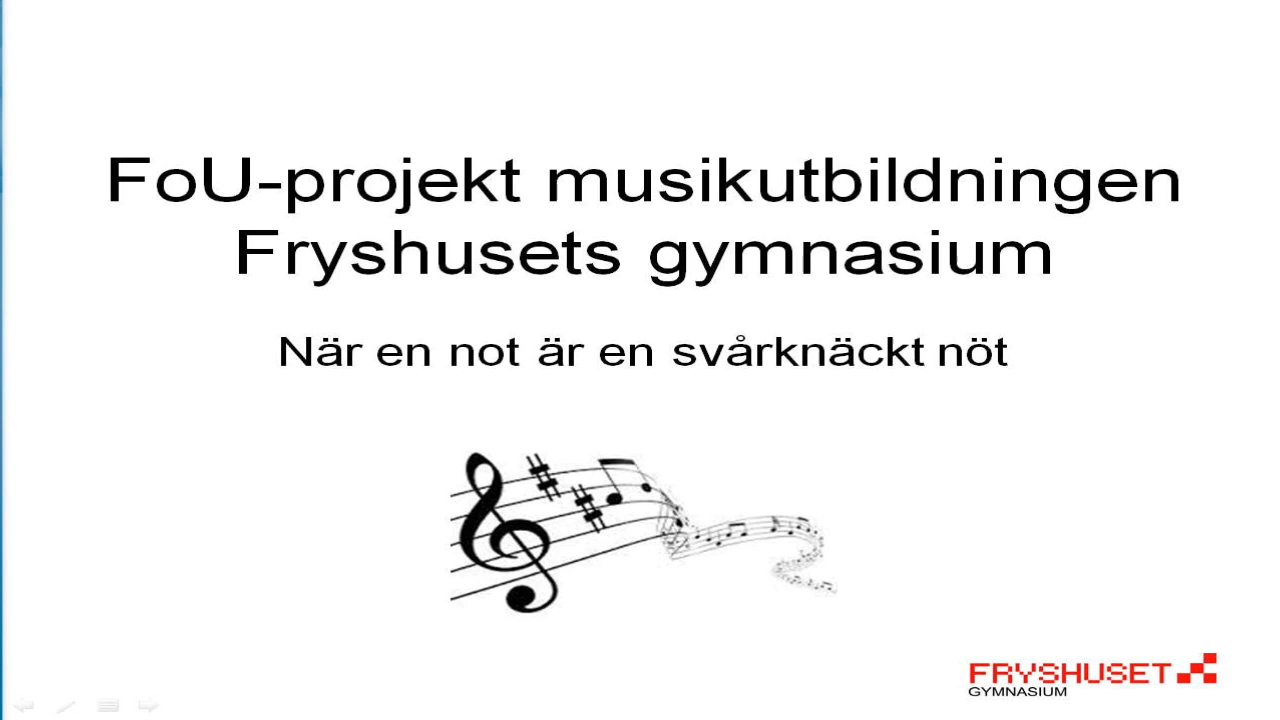 FoU-projekt musikutbildningen
Fryshusets gymnasium
När en not är en svårknäckt nöt
FRYSHUSET
GYMNASIUM